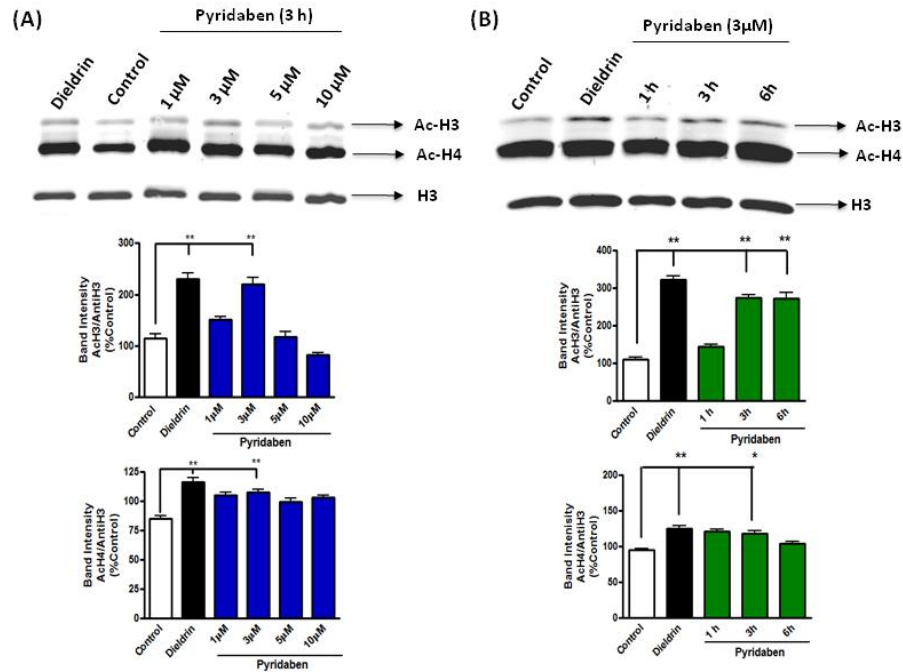 (A)
Pyridaben (3 h)
Dieldrin Control 1 µM 3 µM 5 µM 10 µM
Ac-H3
Ac-H4
H3
Band Intensity
AcH3/AntiH3
(%Control)
300
200
100
0
** **
Control Dieldrin 1µM 3µM 5µM 10µM
Pyridaben
Band Intensity
AcH4/AntiH3
(%Control)
125
100
75
50
25
0
** **
Control Dieldrin 1µM 3µM 5µM 10µM
Pyridaben
(B)
Pyridaben (3µM)
Control Dieldrin 1 h 3 h 6h
Ac-H3
Ac-H4
H3
Band Intensity
AcH3/AntiH3
(%Control)
400
300
200
100
0
** ** **
Control Dieldrin 1 h 3h 6h
Pyridaben
Band Intensity
AcH4/AntiH3
(%Control)
200
150
100
50
0
** *
Control Dieldrin 1 h 3h 6h
Pyridaben